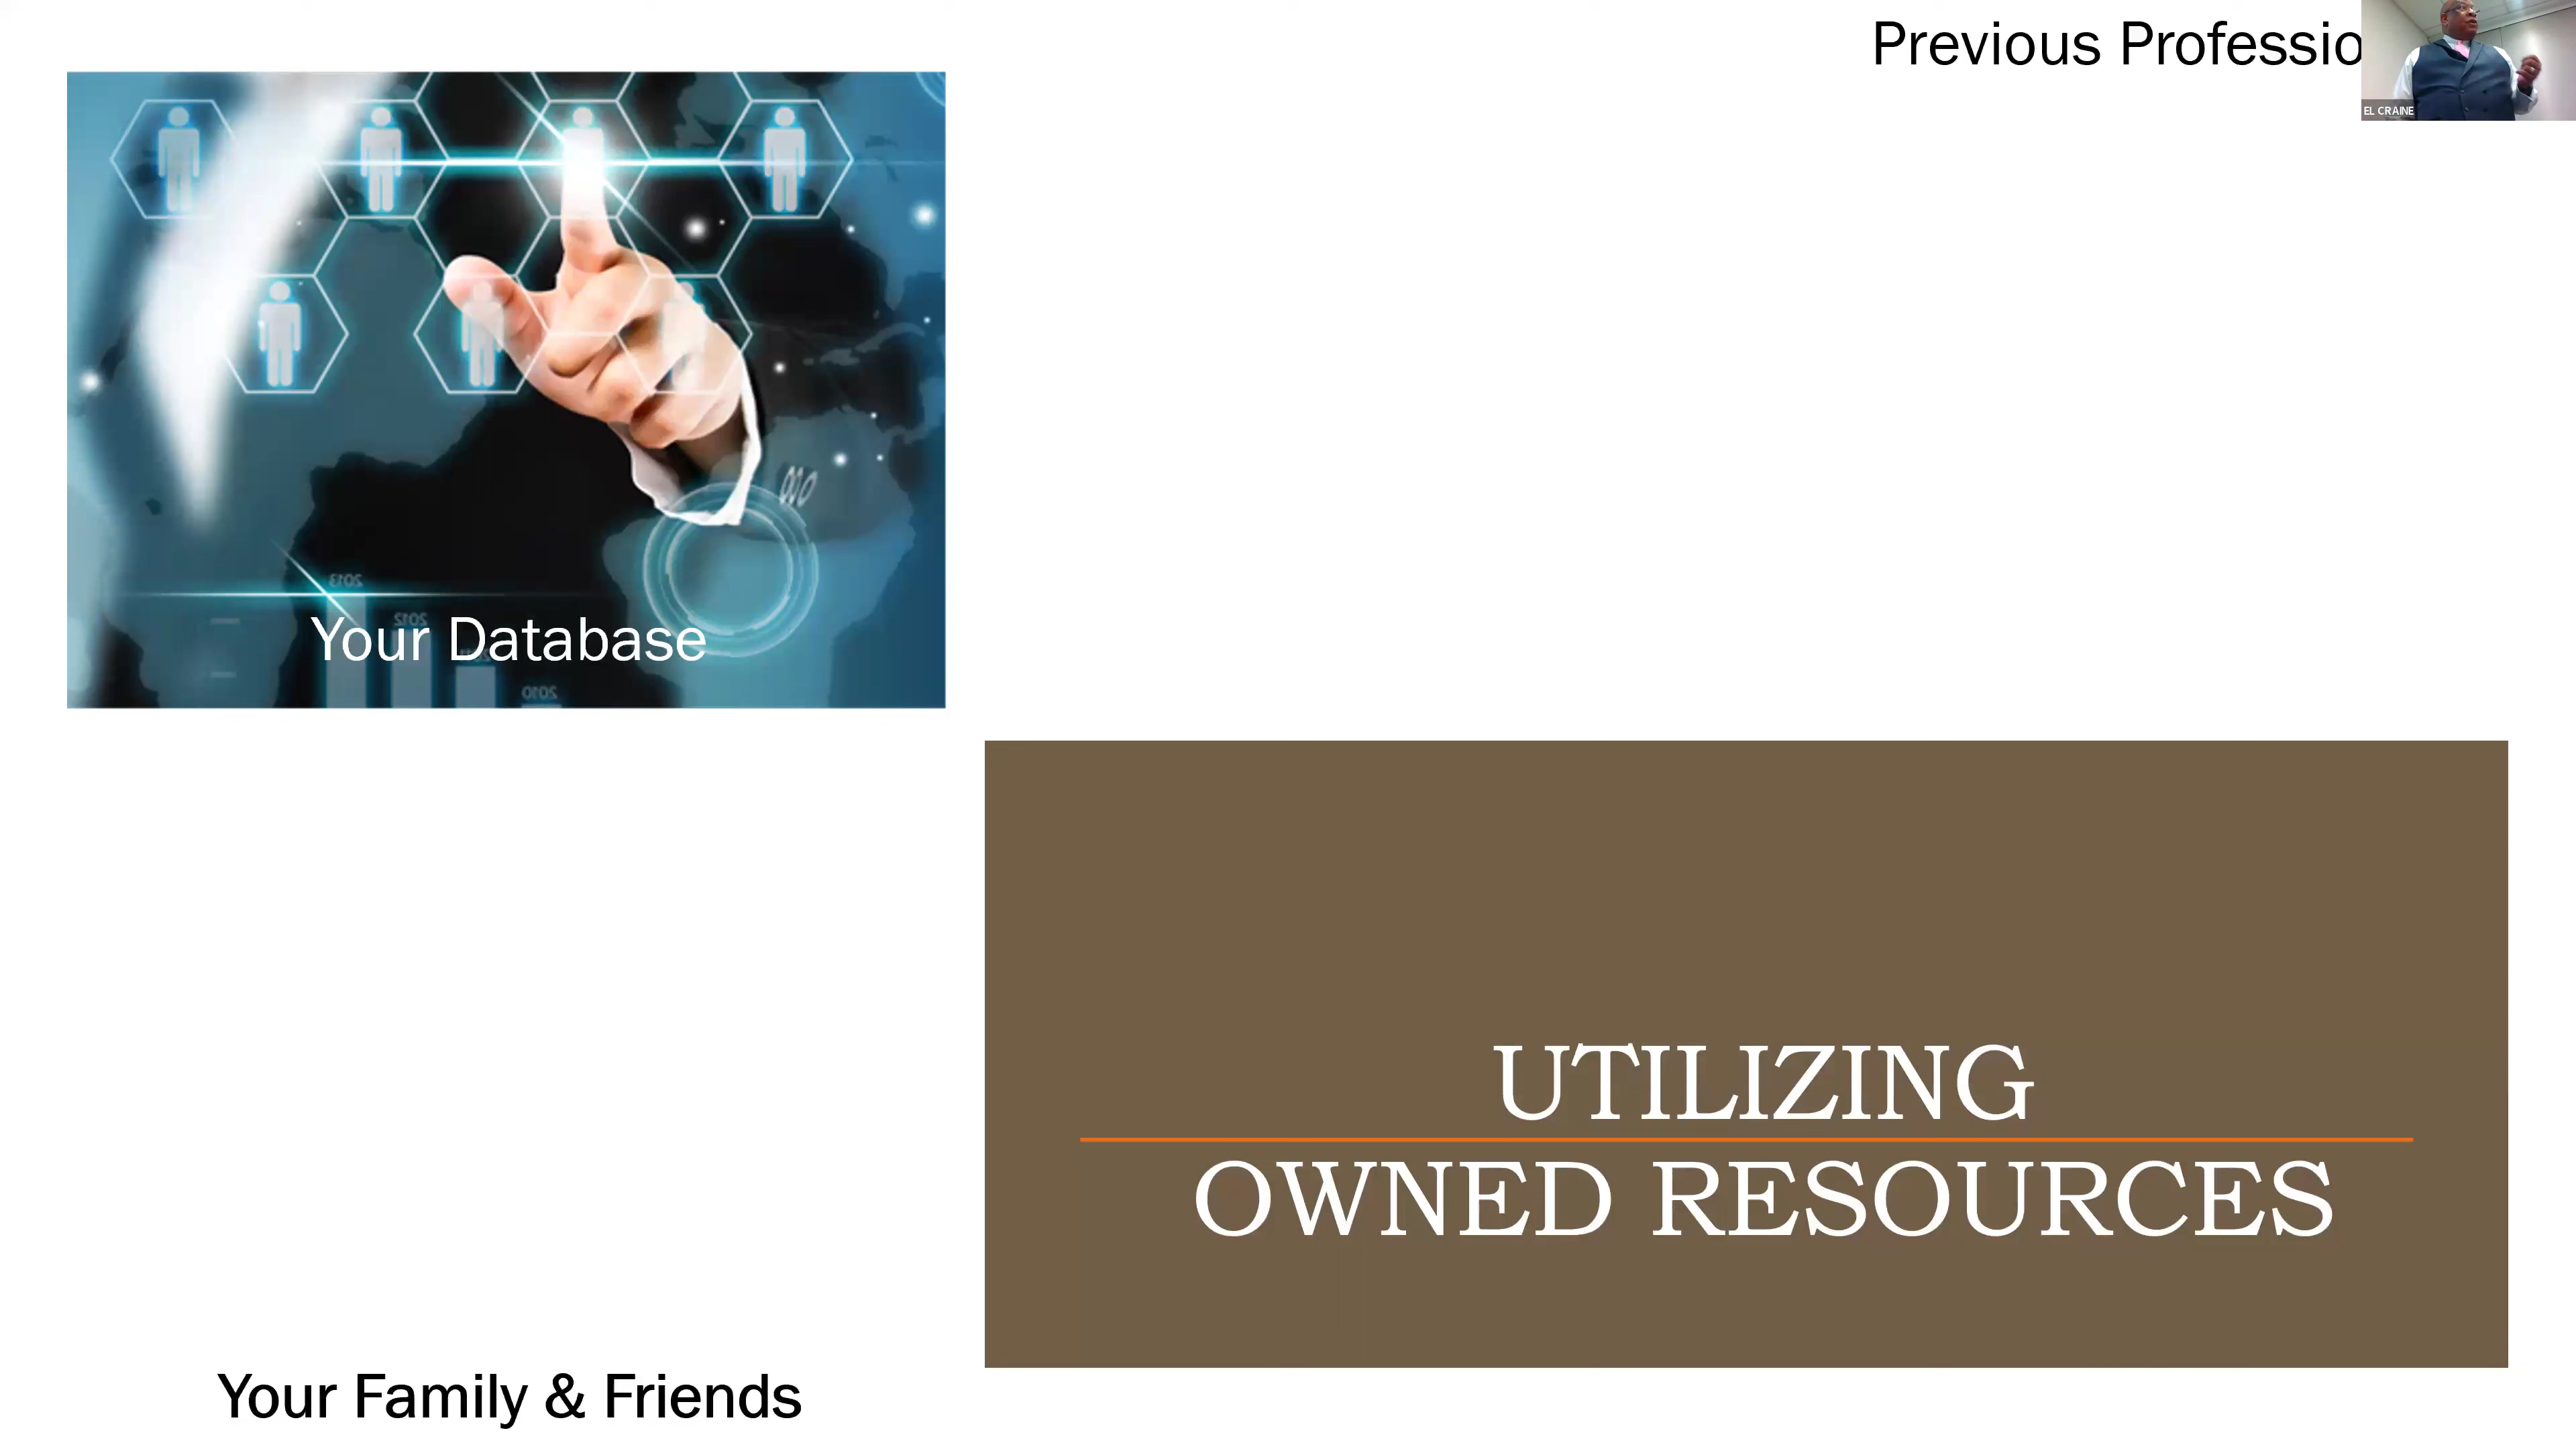 Previous Professio
EL CRAINE
Your Database
UTILIZING
OWNED RESOURCES
Your Family & Friends